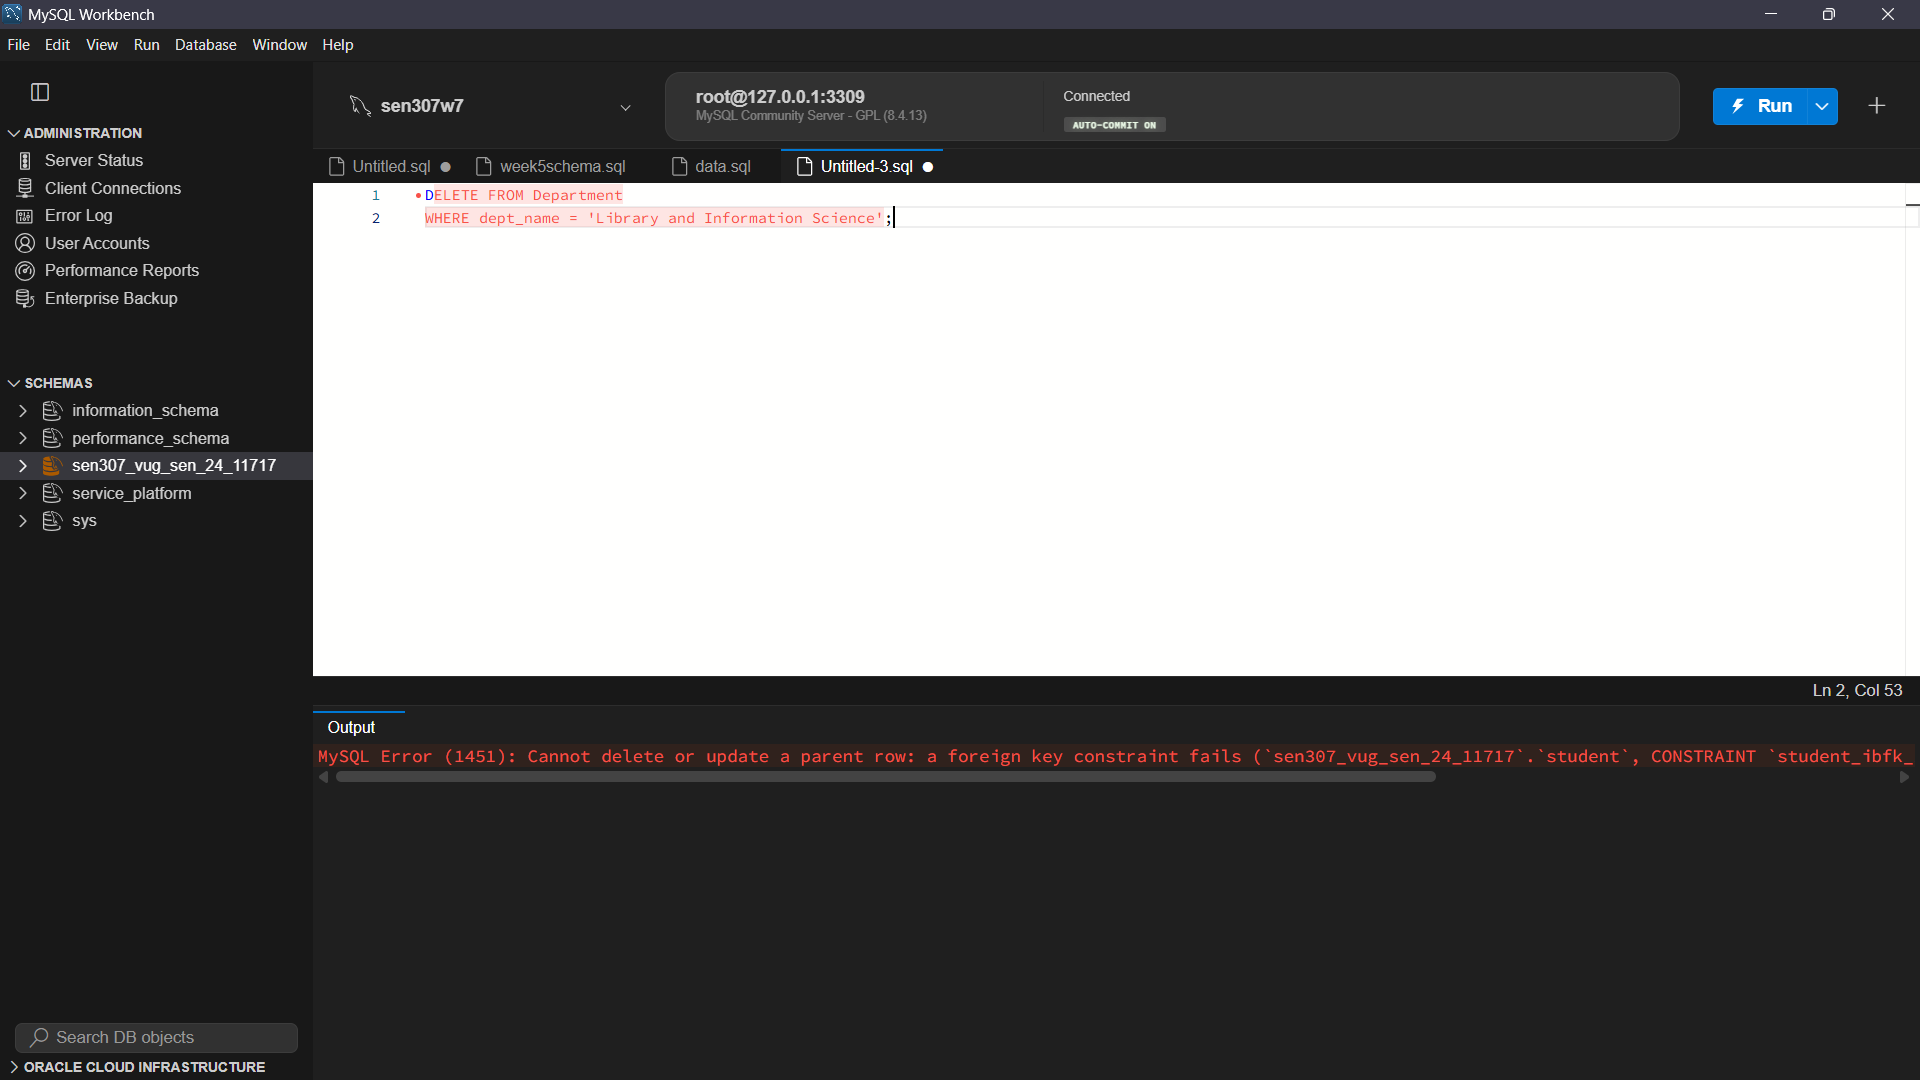 MySQL Workbench
File Edit View Run Database Window Help
sen307w7
root@127.0.0.1:3309
MySQL Community Server - GPL (8.4.13)
Connected
AUTO-COMMIT ON
Run
ADMINISTRATION
Server Status
Client Connections
Error Log
User Accounts
Performance Reports
Enterprise Backup
SCHEMAS
information_schema
performance_schema
sen307_vug_sen_24_11717
service_platform
sys
Search DB objects
ORACLE CLOUD INFRASTRUCTURE
Untitled.sql week5schema.sql data.sql Untitled-3.sql
1 DELETE FROM Department
2 WHERE dept_name = 'Library and Information Science';
Ln 2, Col 53
Output
MySQL Error (1451): Cannot delete or update a parent row: a foreign key constraint fails (`sen307_vug_sen_24_11717`.`student`, CONSTRAINT `student_ibfk_